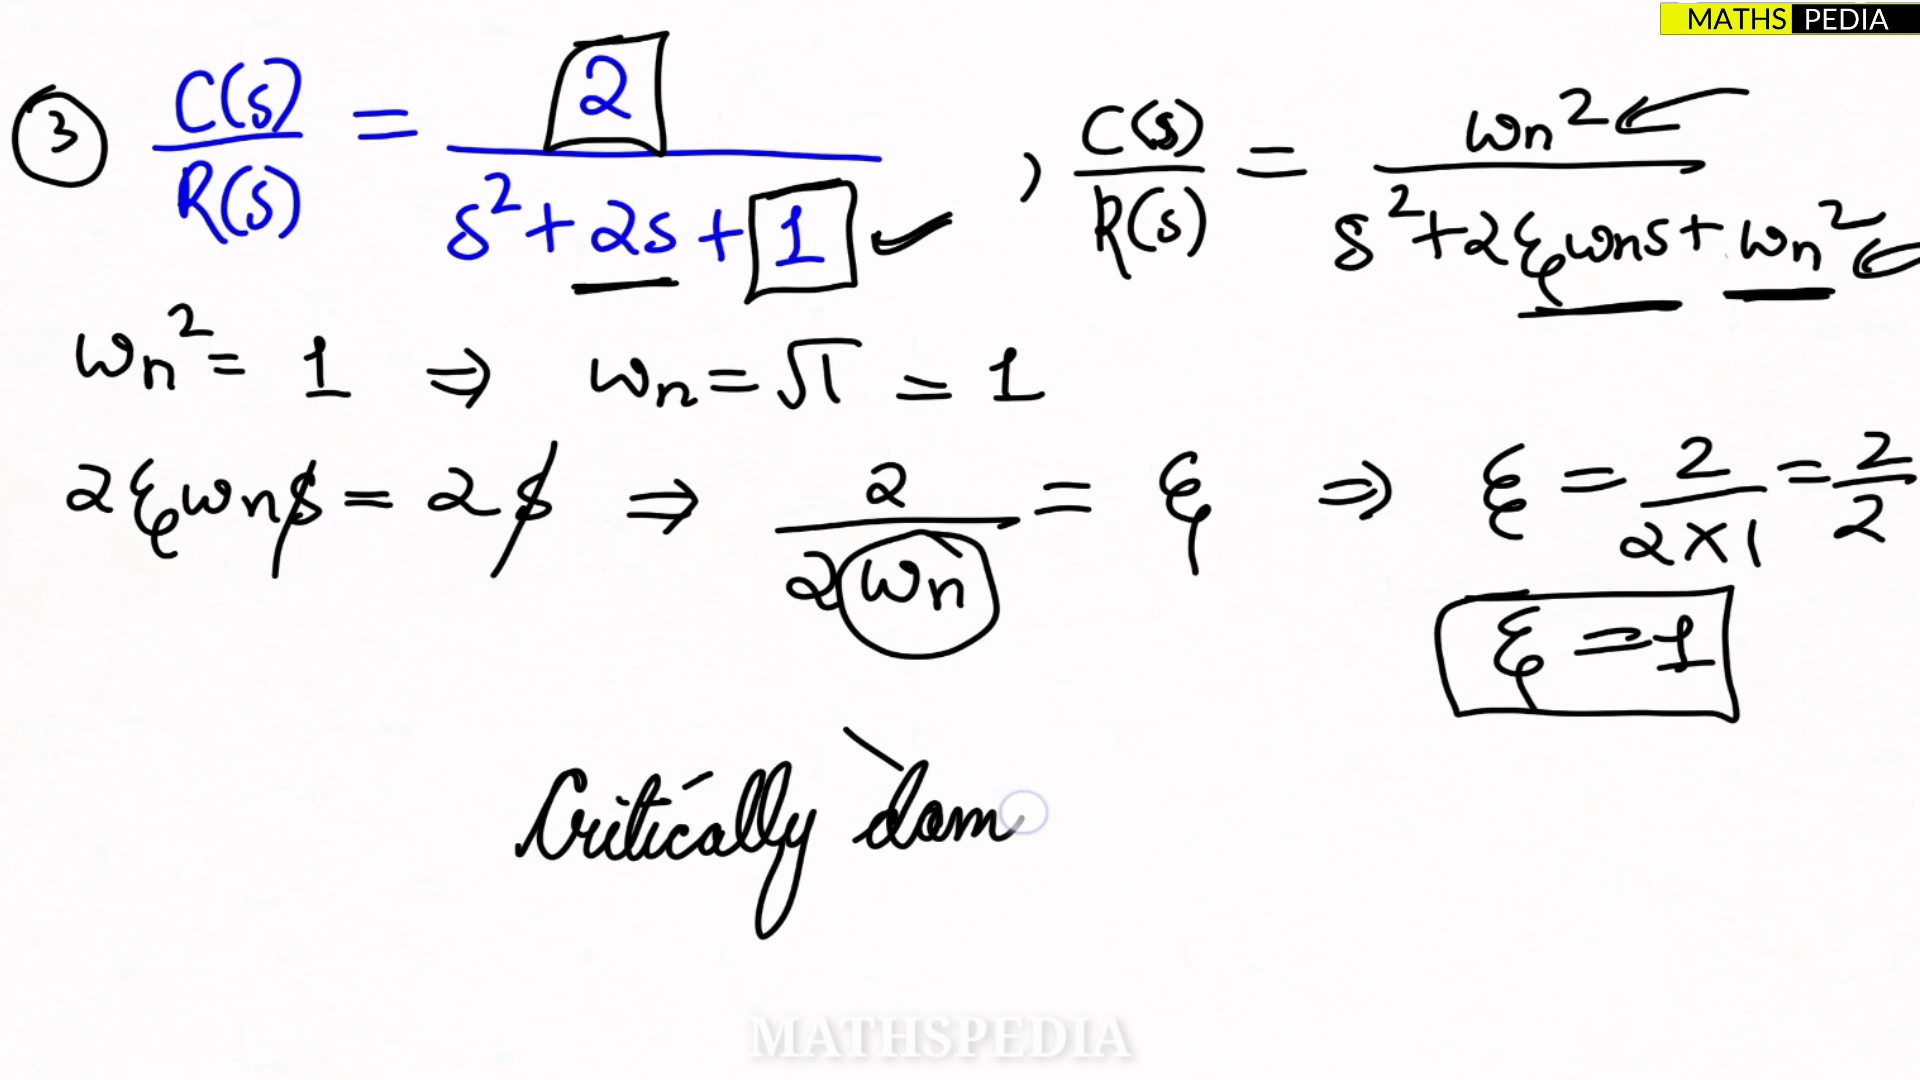 MATHS PEDIA
③ C(s)/R(s) = 2/(s²+2s+1) ✓ , C(s)/R(s) = ωn²/(s²+2ξωns+ωn²)
ωn² = 1 ⇒ ωn = √1 = 1
2ξωns = 2s ⇒ 2/(2ωn) = ξ ⇒ ξ = 2/(2×1) = 2/2
ξ = 1
Critically dam
MATHSPEDIA